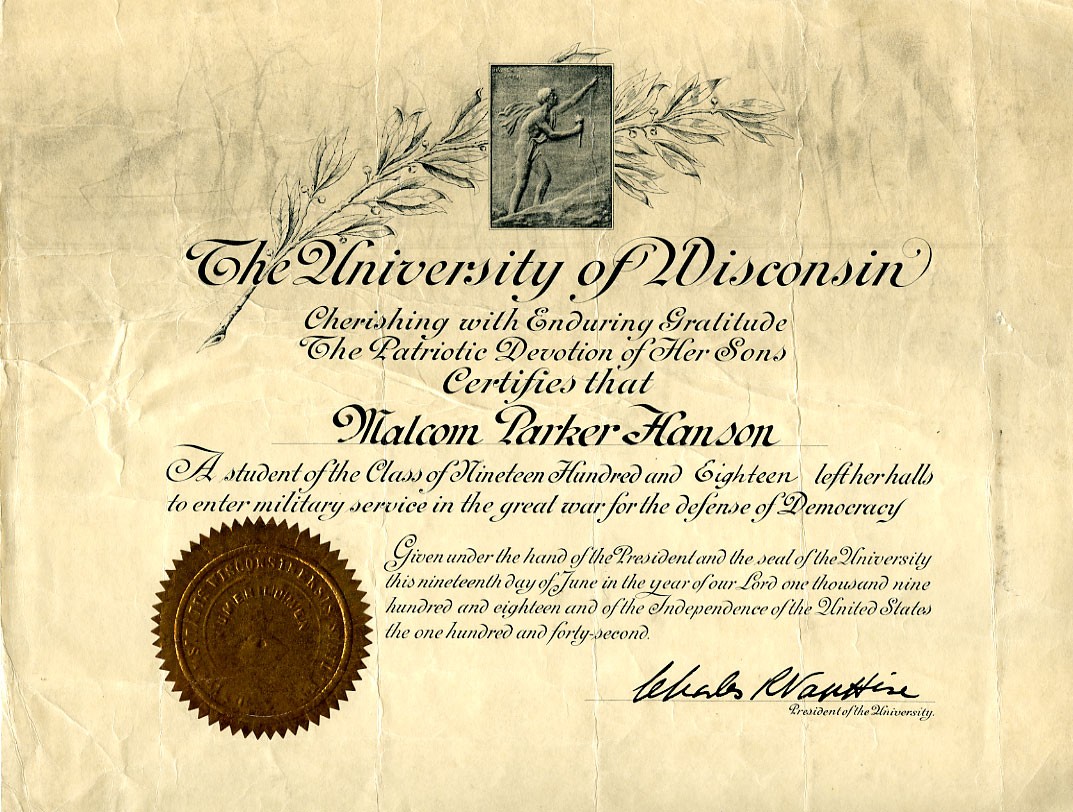 The University of Wisconsin
Cherishing with Enduring Gratitude
The Patriotic Devotion of Her Sons
Certifies that
Malcom Parker Hanson
A student of the Class of Nineteen Hundred and Eighteen left her halls
to enter military service in the great war for the defense of Democracy
Given under the hand of the President and the seal of the University
this nineteenth day of June in the year of our Lord one thousand nine
hundred and eighteen and of the Independence of the United States
the one hundred and forty-second.
Charles R Van Hise
President of the University.